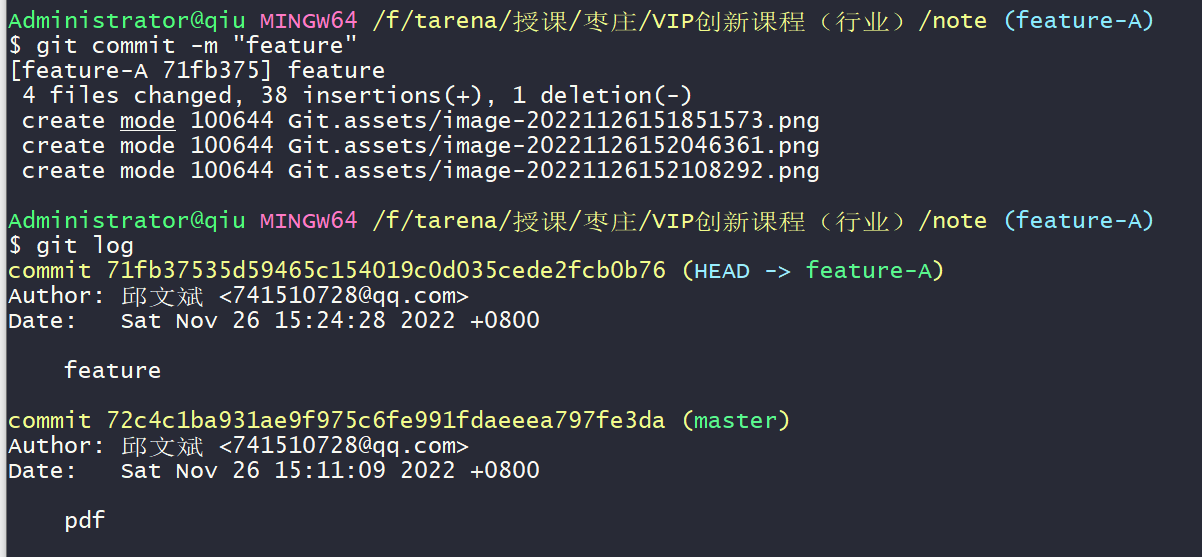 Administrator@qiu MINGW64 /f/tarena/授课/枣庄/VIP创新课程（行业）/note (feature-A)
$ git commit -m "feature"
[feature-A 71fb375] feature
 4 files changed, 38 insertions(+), 1 deletion(-)
 create mode 100644 Git.assets/image-20221126151851573.png
 create mode 100644 Git.assets/image-20221126152046361.png
 create mode 100644 Git.assets/image-20221126152108292.png
Administrator@qiu MINGW64 /f/tarena/授课/枣庄/VIP创新课程（行业）/note (feature-A)
$ git log
commit 71fb37535d59465c154019c0d035cede2fcb0b76 (HEAD -> feature-A)
Author: 邱文斌 <741510728@qq.com>
Date:   Sat Nov 26 15:24:28 2022 +0800
    feature
commit 72c4c1ba931ae9f975c6fe991fdaeeea797fe3da (master)
Author: 邱文斌 <741510728@qq.com>
Date:   Sat Nov 26 15:11:09 2022 +0800
    pdf